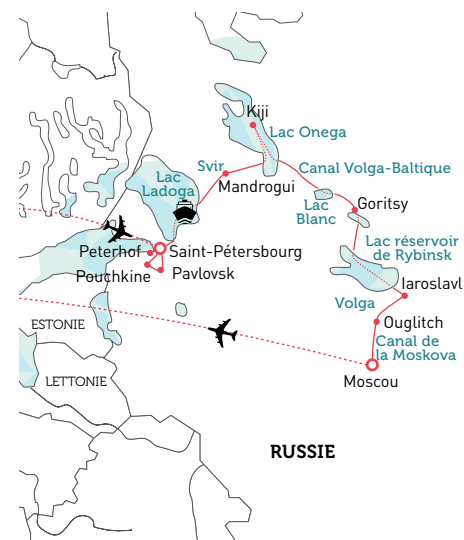 Kiji
Lac Onega
Svir
Canal Volga-Baltique
Lac
Ladoga
Mandrogui
Lac
Blanc
Goritsy
Lac réservoir
de Rybinsk
Peterhof
Saint-Pétersbourg
Pouchkine
Pavlovsk
Iaroslavl
Volga
Ouglitch
ESTONIE
Canal de
la Moskova
LETTONIE
Moscou
RUSSIE